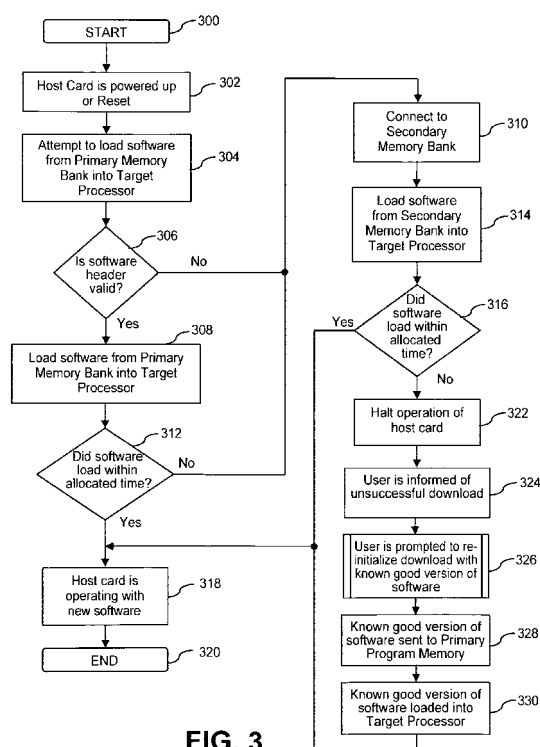 START
300
Host Card is powered up
or Reset
302
Attempt to load software
from Primary Memory
Bank into Target
Processor
304
Is software
header
valid?
306
No
Yes
Load software from Primary
Memory Bank into Target
Processor
308
Did software
load within
allocated time?
312
No
Yes
Host card is
operating with
new software
318
END
320
Connect to
Secondary
Memory Bank
310
Load software
from Secondary
Memory Bank into
Target Processor
314
Did
software
load within
allocated
time?
316
Yes
No
Halt operation of
host card
322
User is informed of
unsuccessful download
324
User is prompted to re-
initialize download with
known good version of
software
326
Known good version of
software sent to Primary
Program Memory
328
Known good version of
software loaded into
Target Processor
330
FIG. 3